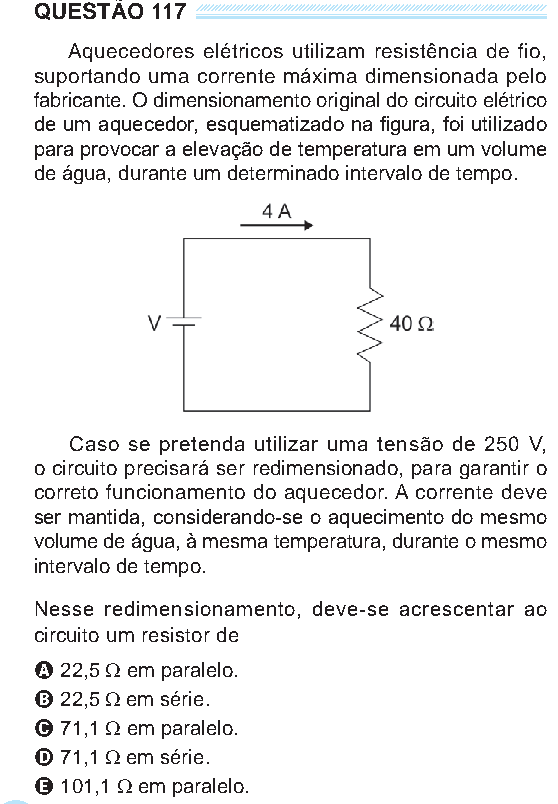 QUESTÃO 117
Aquecedores elétricos utilizam resistência de fio,
suportando uma corrente máxima dimensionada pelo
fabricante. O dimensionamento original do circuito elétrico
de um aquecedor, esquematizado na figura, foi utilizado
para provocar a elevação de temperatura em um volume
de água, durante um determinado intervalo de tempo.
4 A
V
40 Ω
Caso se pretenda utilizar uma tensão de 250 V,
o circuito precisará ser redimensionado, para garantir o
correto funcionamento do aquecedor. A corrente deve
ser mantida, considerando-se o aquecimento do mesmo
volume de água, à mesma temperatura, durante o mesmo
intervalo de tempo.
Nesse redimensionamento, deve-se acrescentar ao
circuito um resistor de
A 22,5 Ω em paralelo.
B 22,5 Ω em série.
C 71,1 Ω em paralelo.
D 71,1 Ω em série.
E 101,1 Ω em paralelo.